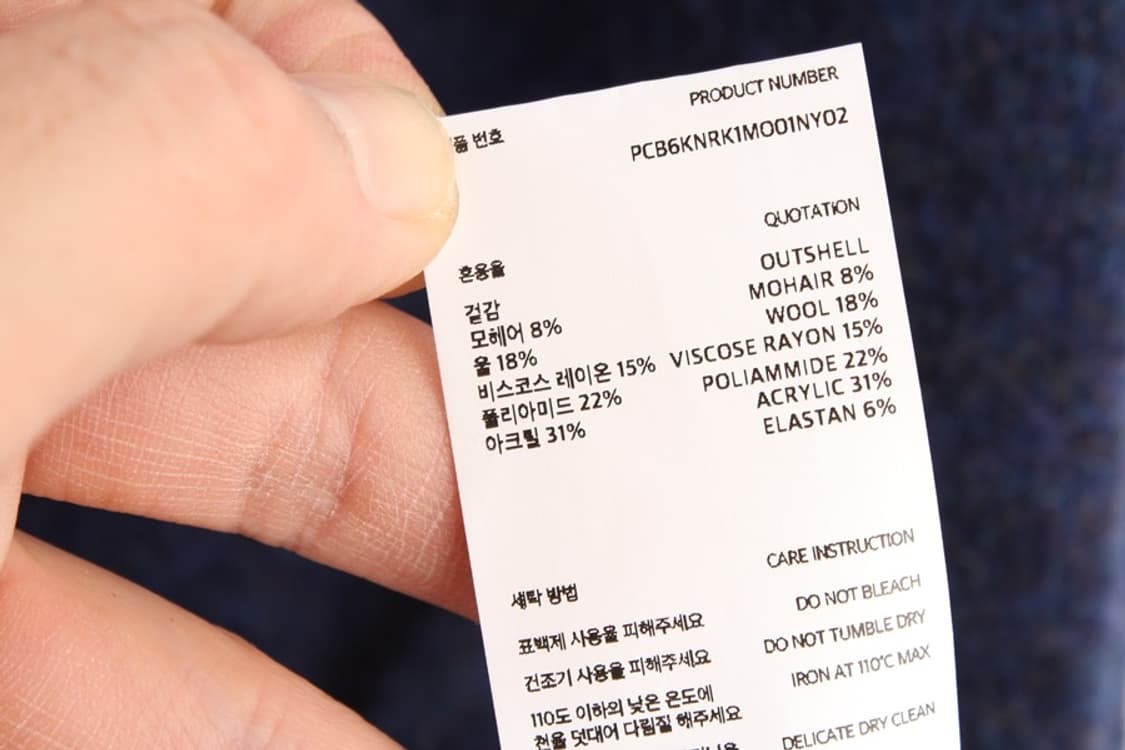 번호
PRODUCT NUMBER
PCB6KNRK1MO01NY02
혼용율
QUOTATION
겉감
OUTSHELL
모헤어 8%
MOHAIR 8%
울 18%
WOOL 18%
비스코스 레이온 15%
VISCOSE RAYON 15%
폴리아미드 22%
POLIAMMIDE 22%
아크릴 31%
ACRYLIC 31%
ELASTAN 6%
세탁 방법
CARE INSTRUCTION
표백제 사용을 피해주세요
DO NOT BLEACH
건조기 사용을 피해주세요
DO NOT TUMBLE DRY
110도 이하의 낮은 온도에
천을 덧대어 다림질 해주세요
IRON AT 110°C MAX
DELICATE DRY CLEAN